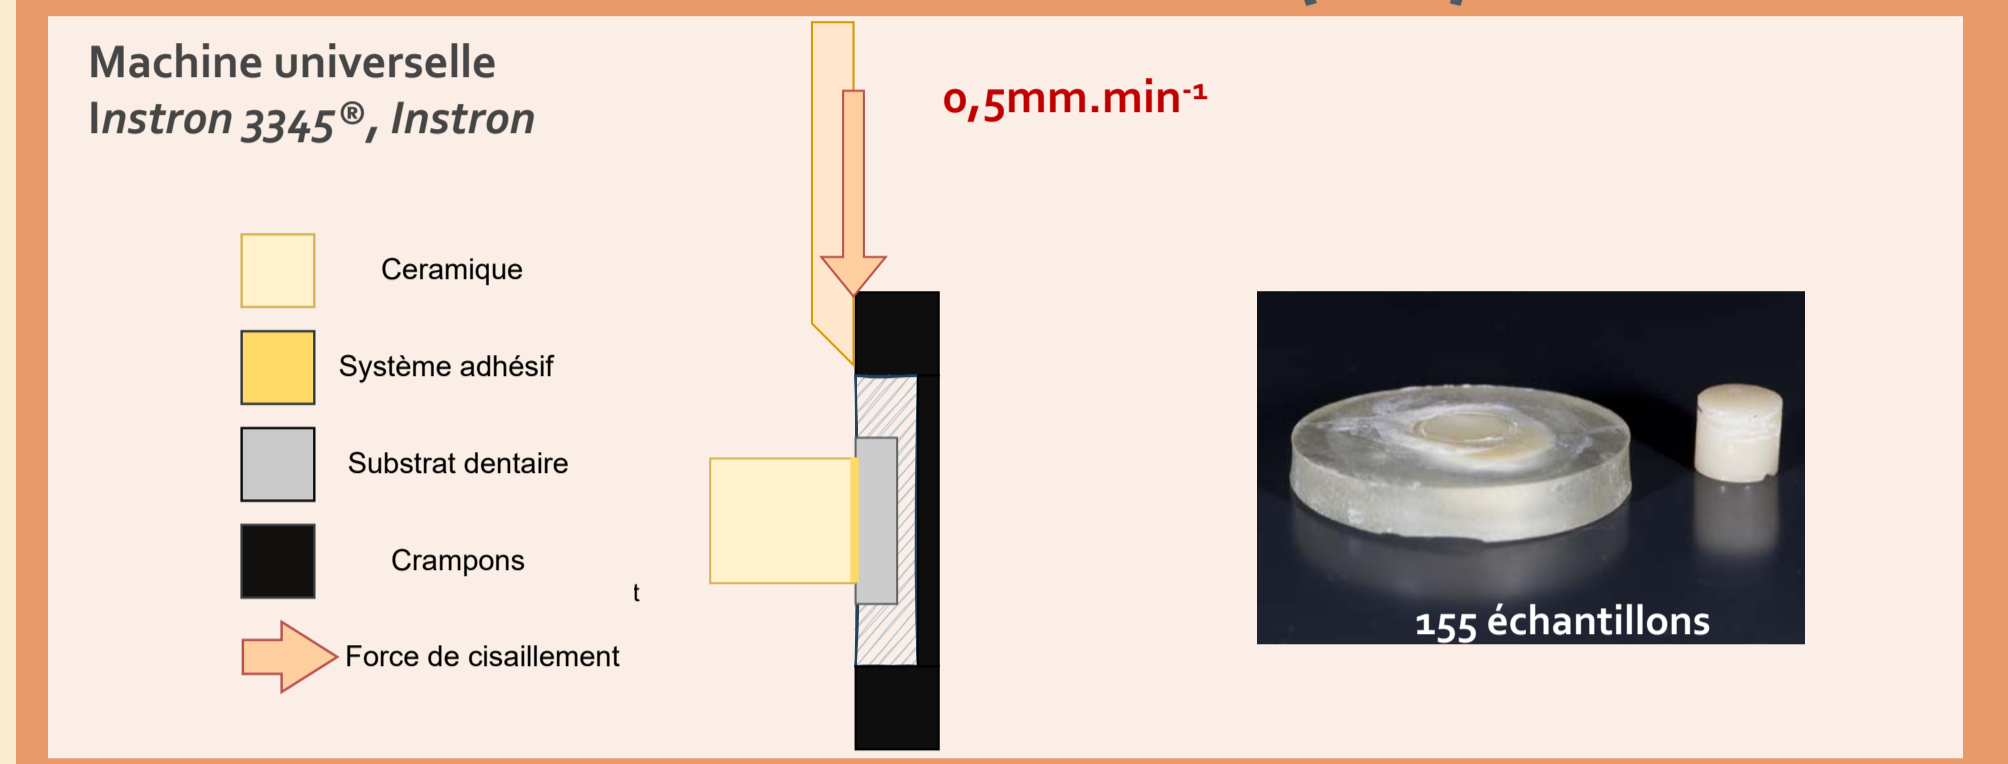 Machine universelle
Instron 3345®, Instron
0,5mm.min⁻¹
Ceramique
Système adhésif
Substrat dentaire
Crampons
t
Force de cisaillement
155 échantillons